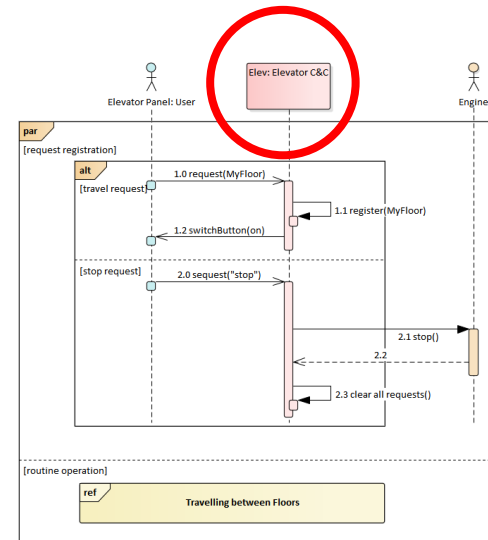 Elev: Elevator C&C
Elevator Panel: User
Engine
par
[request registration]
alt
[travel request]
1.0 request(MyFloor)
1.1 register(MyFloor)
1.2 switchButton(on)
[stop request]
2.0 sequest("stop")
2.1 stop()
2.2
2.3 clear all requests()
[routine operation]
ref
Travelling between Floors